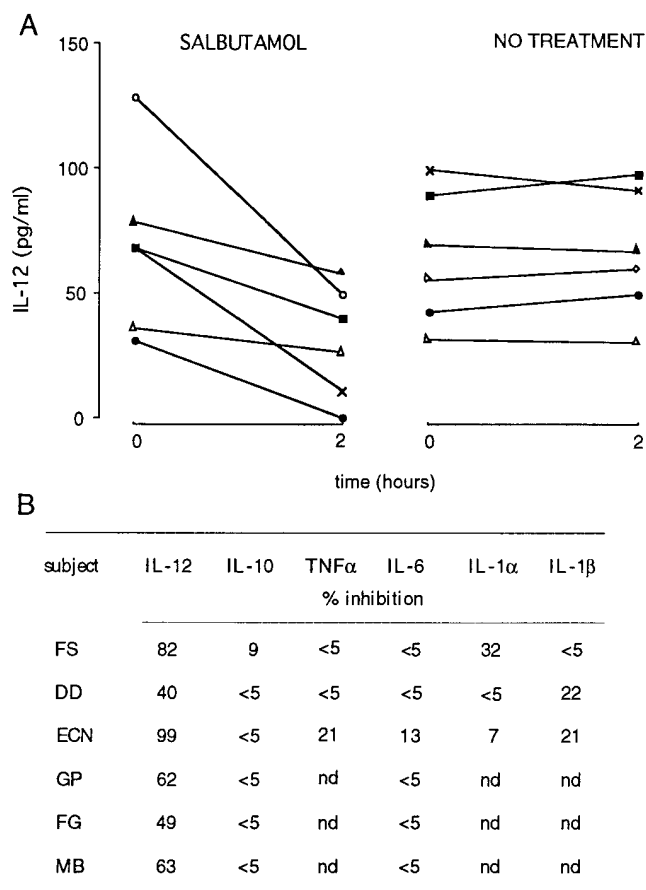 A
SALBUTAMOL NO TREATMENT
150
100
50
0
IL-12 (pg/ml)
0 2 0 2
time (hours)
B
subject IL-12 IL-10 TNFα IL-6 IL-1α IL-1β
% inhibition
FS 82 9 <5 <5 32 <5
DD 40 <5 <5 <5 <5 22
ECN 99 <5 21 13 7 21
GP 62 <5 nd <5 nd nd
FG 49 <5 nd <5 nd nd
MB 63 <5 nd <5 nd nd